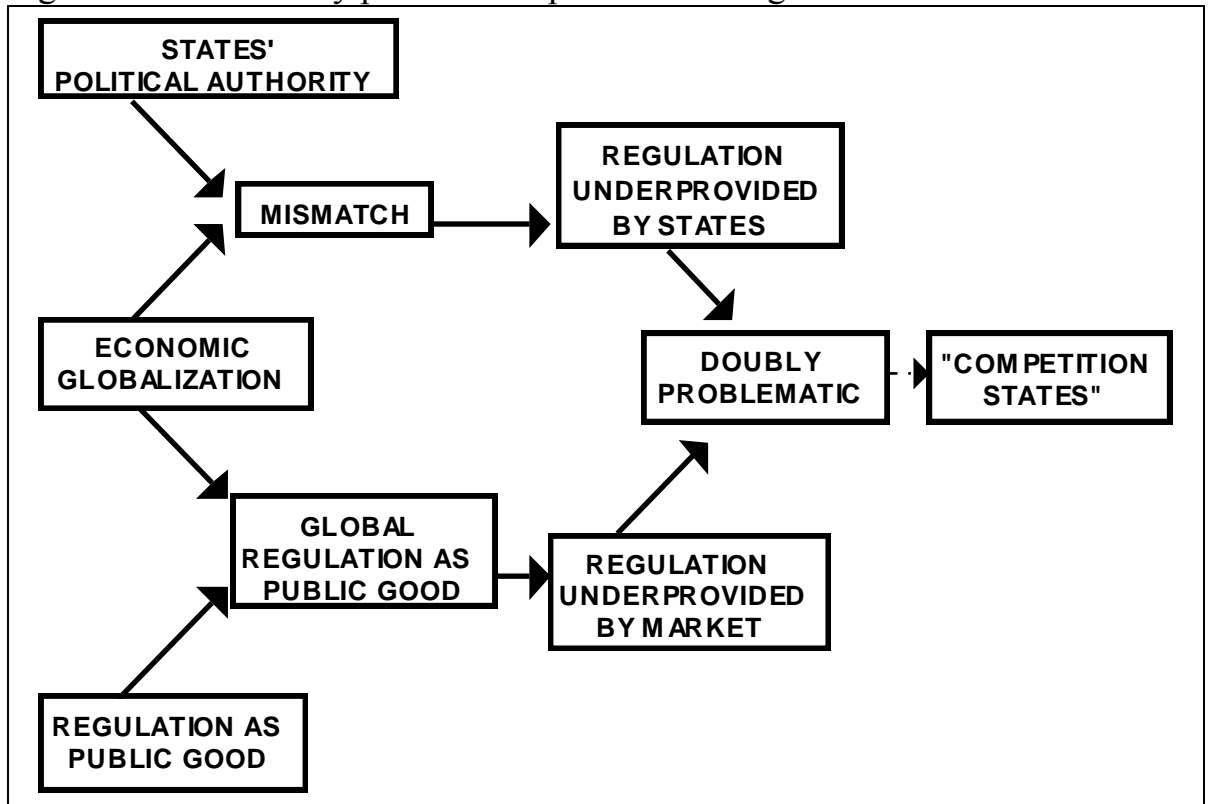 STATES'
POLITICAL AUTHORITY
MISMATCH
REGULATION
UNDERPROVIDED
BY STATES
ECONOMIC
GLOBALIZATION
DOUBLY
PROBLEMATIC
"COMPETITION
STATES"
GLOBAL
REGULATION AS
PUBLIC GOOD
REGULATION
UNDERPROVIDED
BY MARKET
REGULATION AS
PUBLIC GOOD